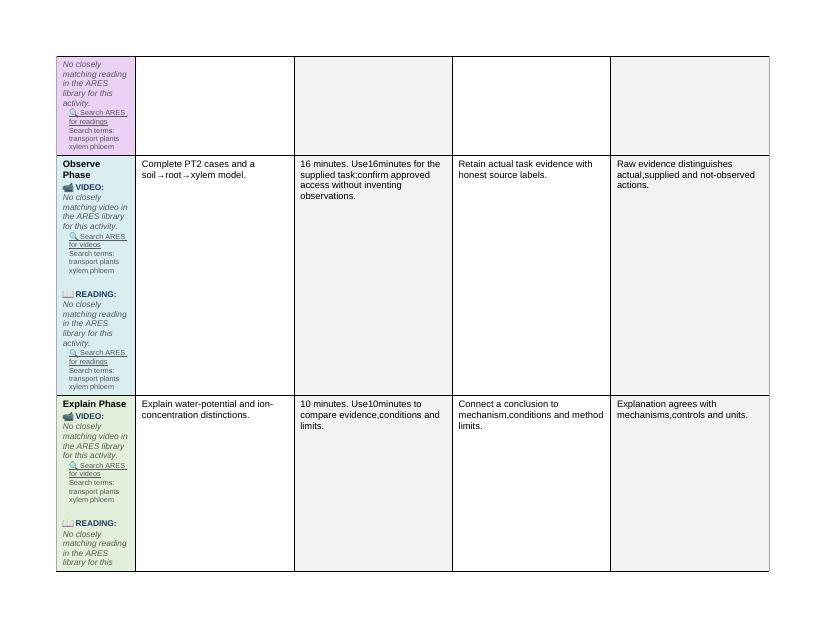 No closely
matching reading
in the ARES
library for this
activity.
🔍 Search ARES
for readings
Search terms:
transport plants
xylem phloem
Observe
Phase
📹 VIDEO:
No closely
matching video in
the ARES library
for this activity.
🔍 Search ARES
for videos
Search terms:
transport plants
xylem phloem
📖 READING:
No closely
matching reading
in the ARES
library for this
activity.
🔍 Search ARES
for readings
Search terms:
transport plants
xylem phloem
Complete PT2 cases and a
soil→root→xylem model.
16 minutes. Use16minutes for the
supplied task;confirm approved
access without inventing
observations.
Retain actual task evidence with
honest source labels.
Raw evidence distinguishes
actual,supplied and not-observed
actions.
Explain Phase
📹 VIDEO:
No closely
matching video in
the ARES library
for this activity.
🔍 Search ARES
for videos
Search terms:
transport plants
xylem phloem
📖 READING:
No closely
matching reading
in the ARES
library for this
Explain water-potential and ion-
concentration distinctions.
10 minutes. Use10minutes to
compare evidence,conditions and
limits.
Connect a conclusion to
mechanism,conditions and method
limits.
Explanation agrees with
mechanisms,controls and units.